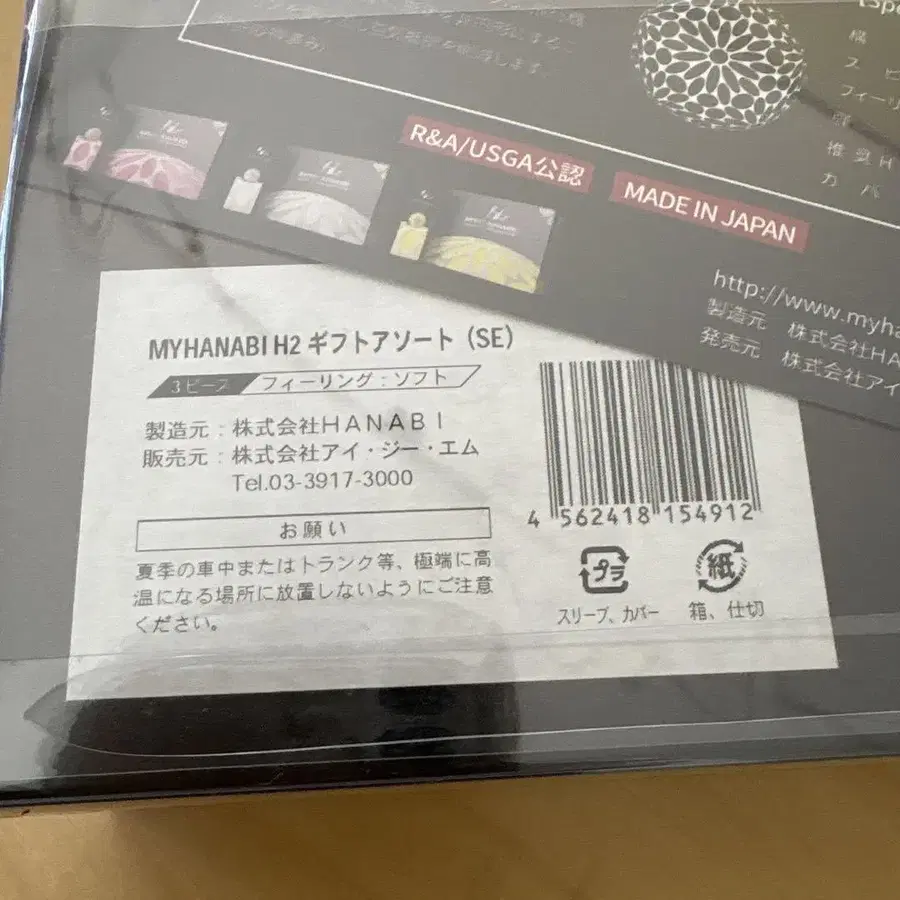 R&A/USGA公認
MADE IN JAPAN
http://www.myha
製造元 株式会社HA
発売元 株式会社アイ
MYHANABI H2 ギフトアソート（SE）
3ピース フィーリング：ソフト
製造元：株式会社HANABI
販売元：株式会社アイ・ジー・エム
Tel.03-3917-3000
お願い
夏季の車中またはトランク等、極端に高
温になる場所に放置しないようにご注意
ください。
4 562418 154912
プラ
スリーブ、カバー
紙
箱、仕切